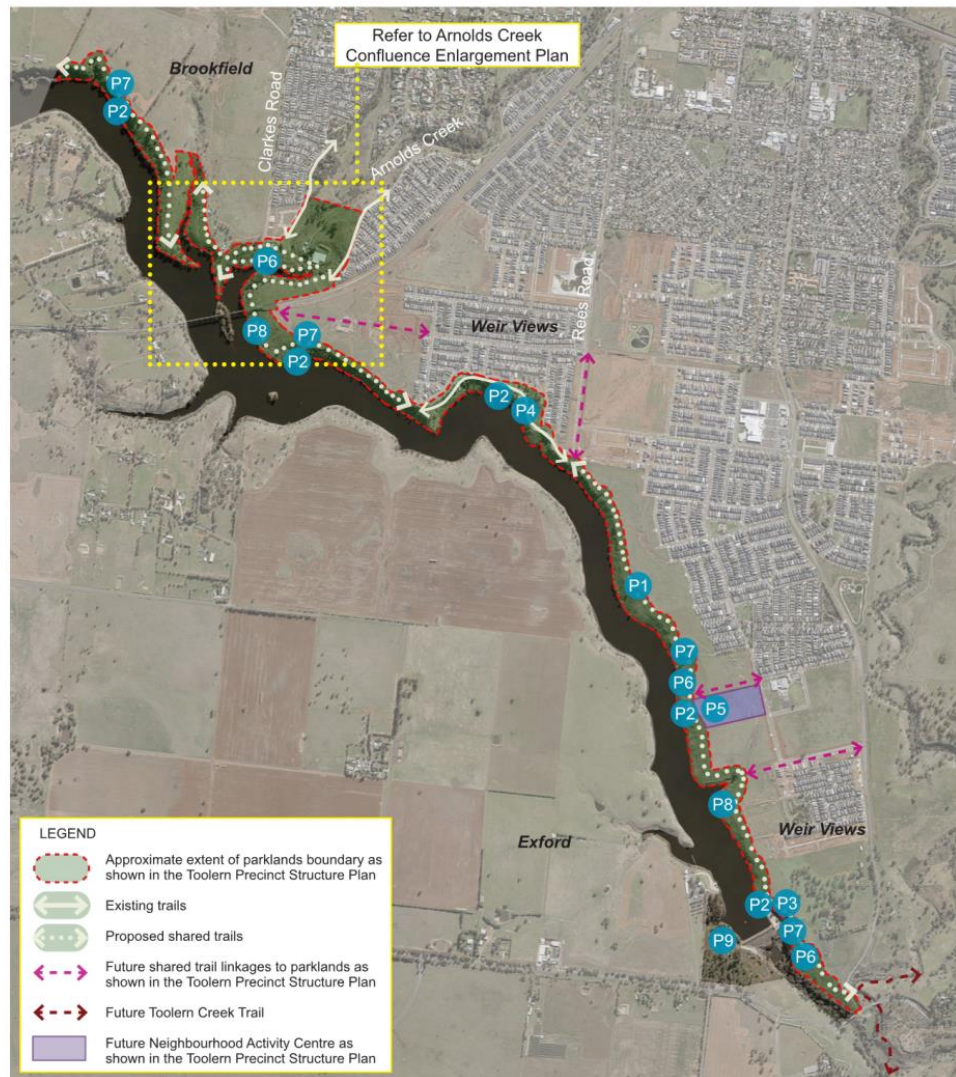 Refer to Arnolds Creek
Confluence Enlargement Plan
Brookfield
Clarkes Road
Arnolds Creek
P7
P2
P6
Rees Road
Weir Views
P8
P7
P2
P2
P4
P1
P7
P6
P2
P5
P8
Exford
Weir Views
P2
P3
P7
P9
P6
LEGEND
Approximate extent of parklands boundary as
shown in the Toolern Precinct Structure Plan
Existing trails
Proposed shared trails
Future shared trail linkages to parklands as
shown in the Toolern Precinct Structure Plan
Future Toolern Creek Trail
Future Neighbourhood Activity Centre as
shown in the Toolern Precinct Structure Plan